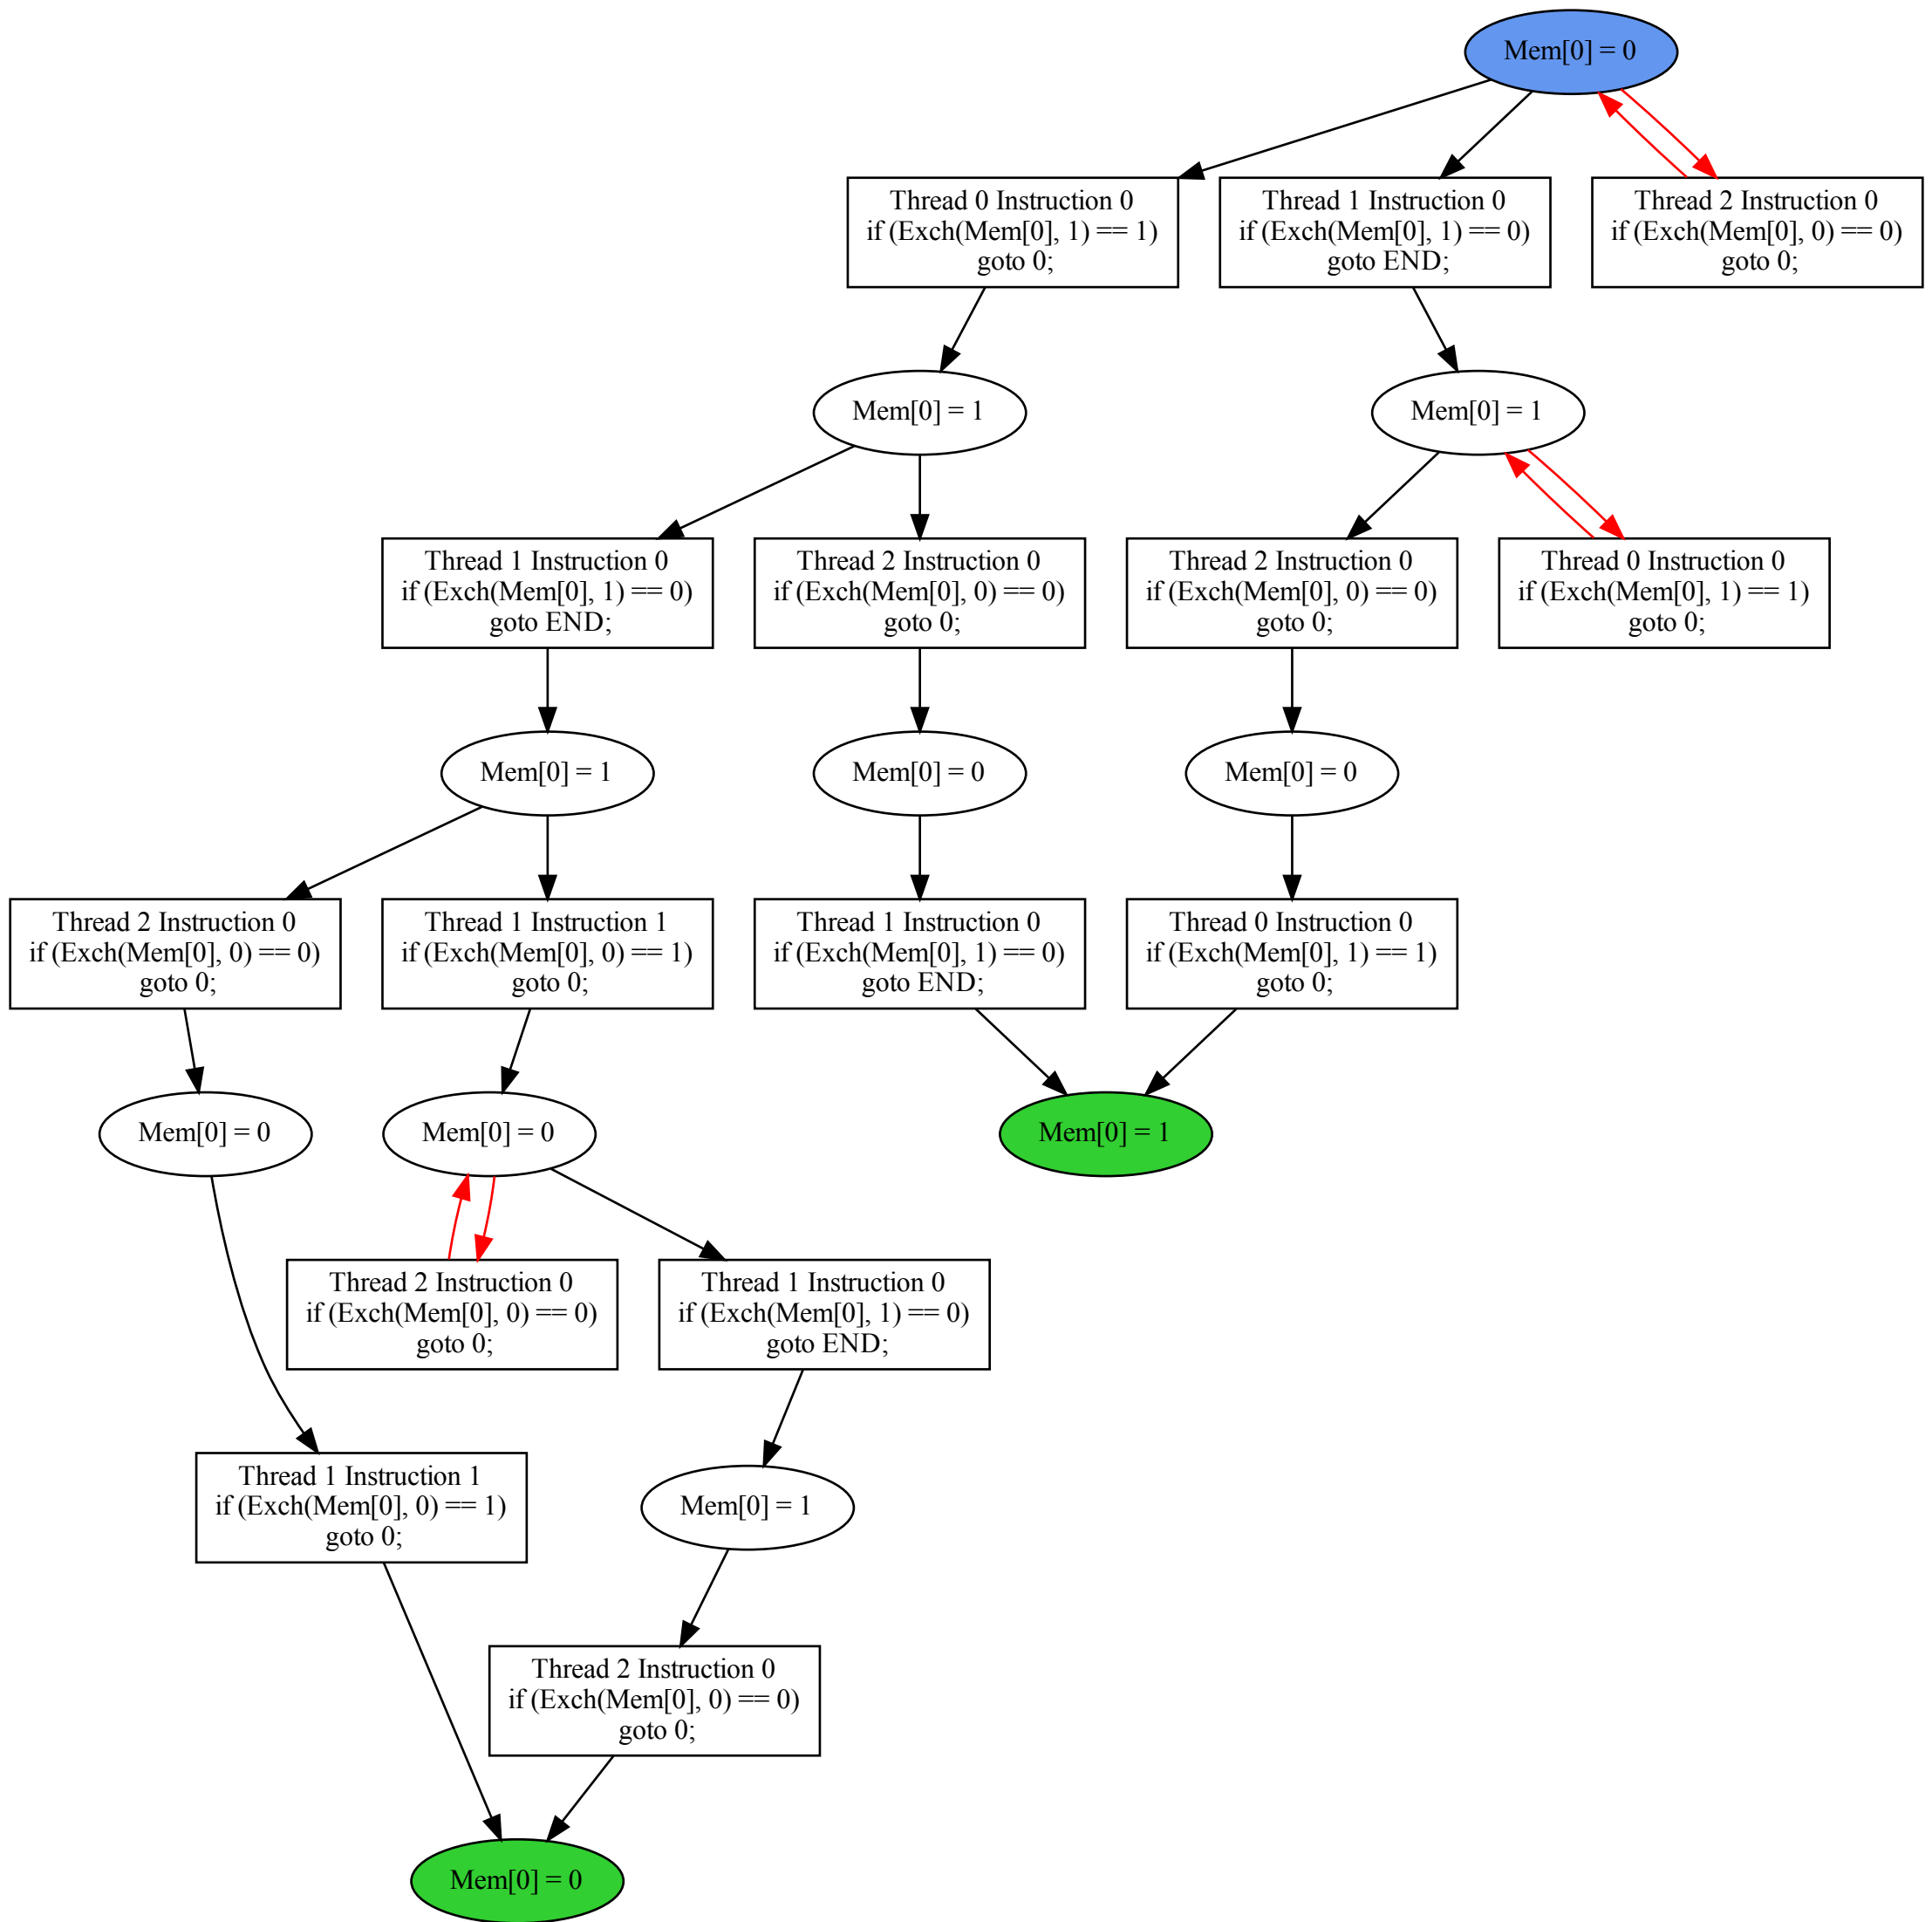 Mem[0] = 0
Thread 0 Instruction 0
if (Exch(Mem[0], 1) == 1)
goto 0;
Thread 1 Instruction 0
if (Exch(Mem[0], 1) == 0)
goto END;
Thread 2 Instruction 0
if (Exch(Mem[0], 0) == 0)
goto 0;
Mem[0] = 1
Mem[0] = 1
Thread 1 Instruction 0
if (Exch(Mem[0], 1) == 0)
goto END;
Thread 2 Instruction 0
if (Exch(Mem[0], 0) == 0)
goto 0;
Thread 2 Instruction 0
if (Exch(Mem[0], 0) == 0)
goto 0;
Thread 0 Instruction 0
if (Exch(Mem[0], 1) == 1)
goto 0;
Mem[0] = 1
Mem[0] = 0
Mem[0] = 0
Thread 2 Instruction 0
if (Exch(Mem[0], 0) == 0)
goto 0;
Thread 1 Instruction 1
if (Exch(Mem[0], 0) == 1)
goto 0;
Thread 1 Instruction 0
if (Exch(Mem[0], 1) == 0)
goto END;
Thread 0 Instruction 0
if (Exch(Mem[0], 1) == 1)
goto 0;
Mem[0] = 0
Mem[0] = 0
Mem[0] = 1
Thread 2 Instruction 0
if (Exch(Mem[0], 0) == 0)
goto 0;
Thread 1 Instruction 0
if (Exch(Mem[0], 1) == 0)
goto END;
Thread 1 Instruction 1
if (Exch(Mem[0], 0) == 1)
goto 0;
Mem[0] = 1
Thread 2 Instruction 0
if (Exch(Mem[0], 0) == 0)
goto 0;
Mem[0] = 0